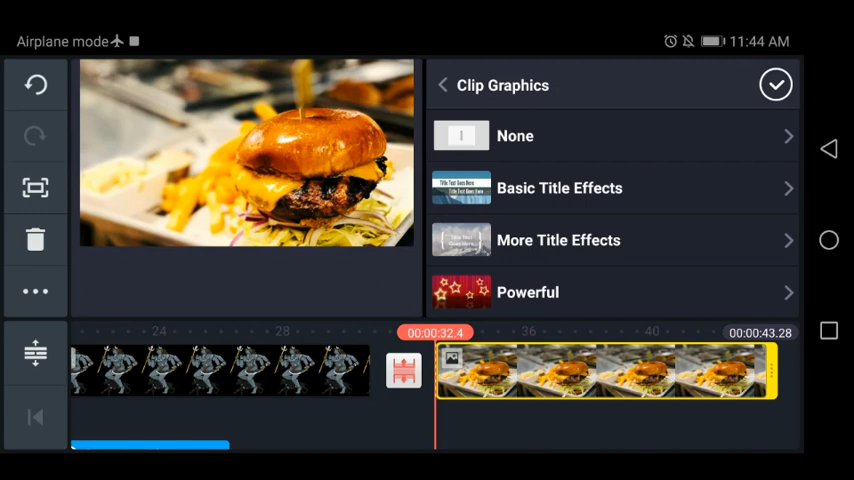 Airplane mode
11:44 AM
Clip Graphics
None
Basic Title Effects
More Title Effects
Powerful
24
28
00:00:32.4
36
40
00:00:43.28